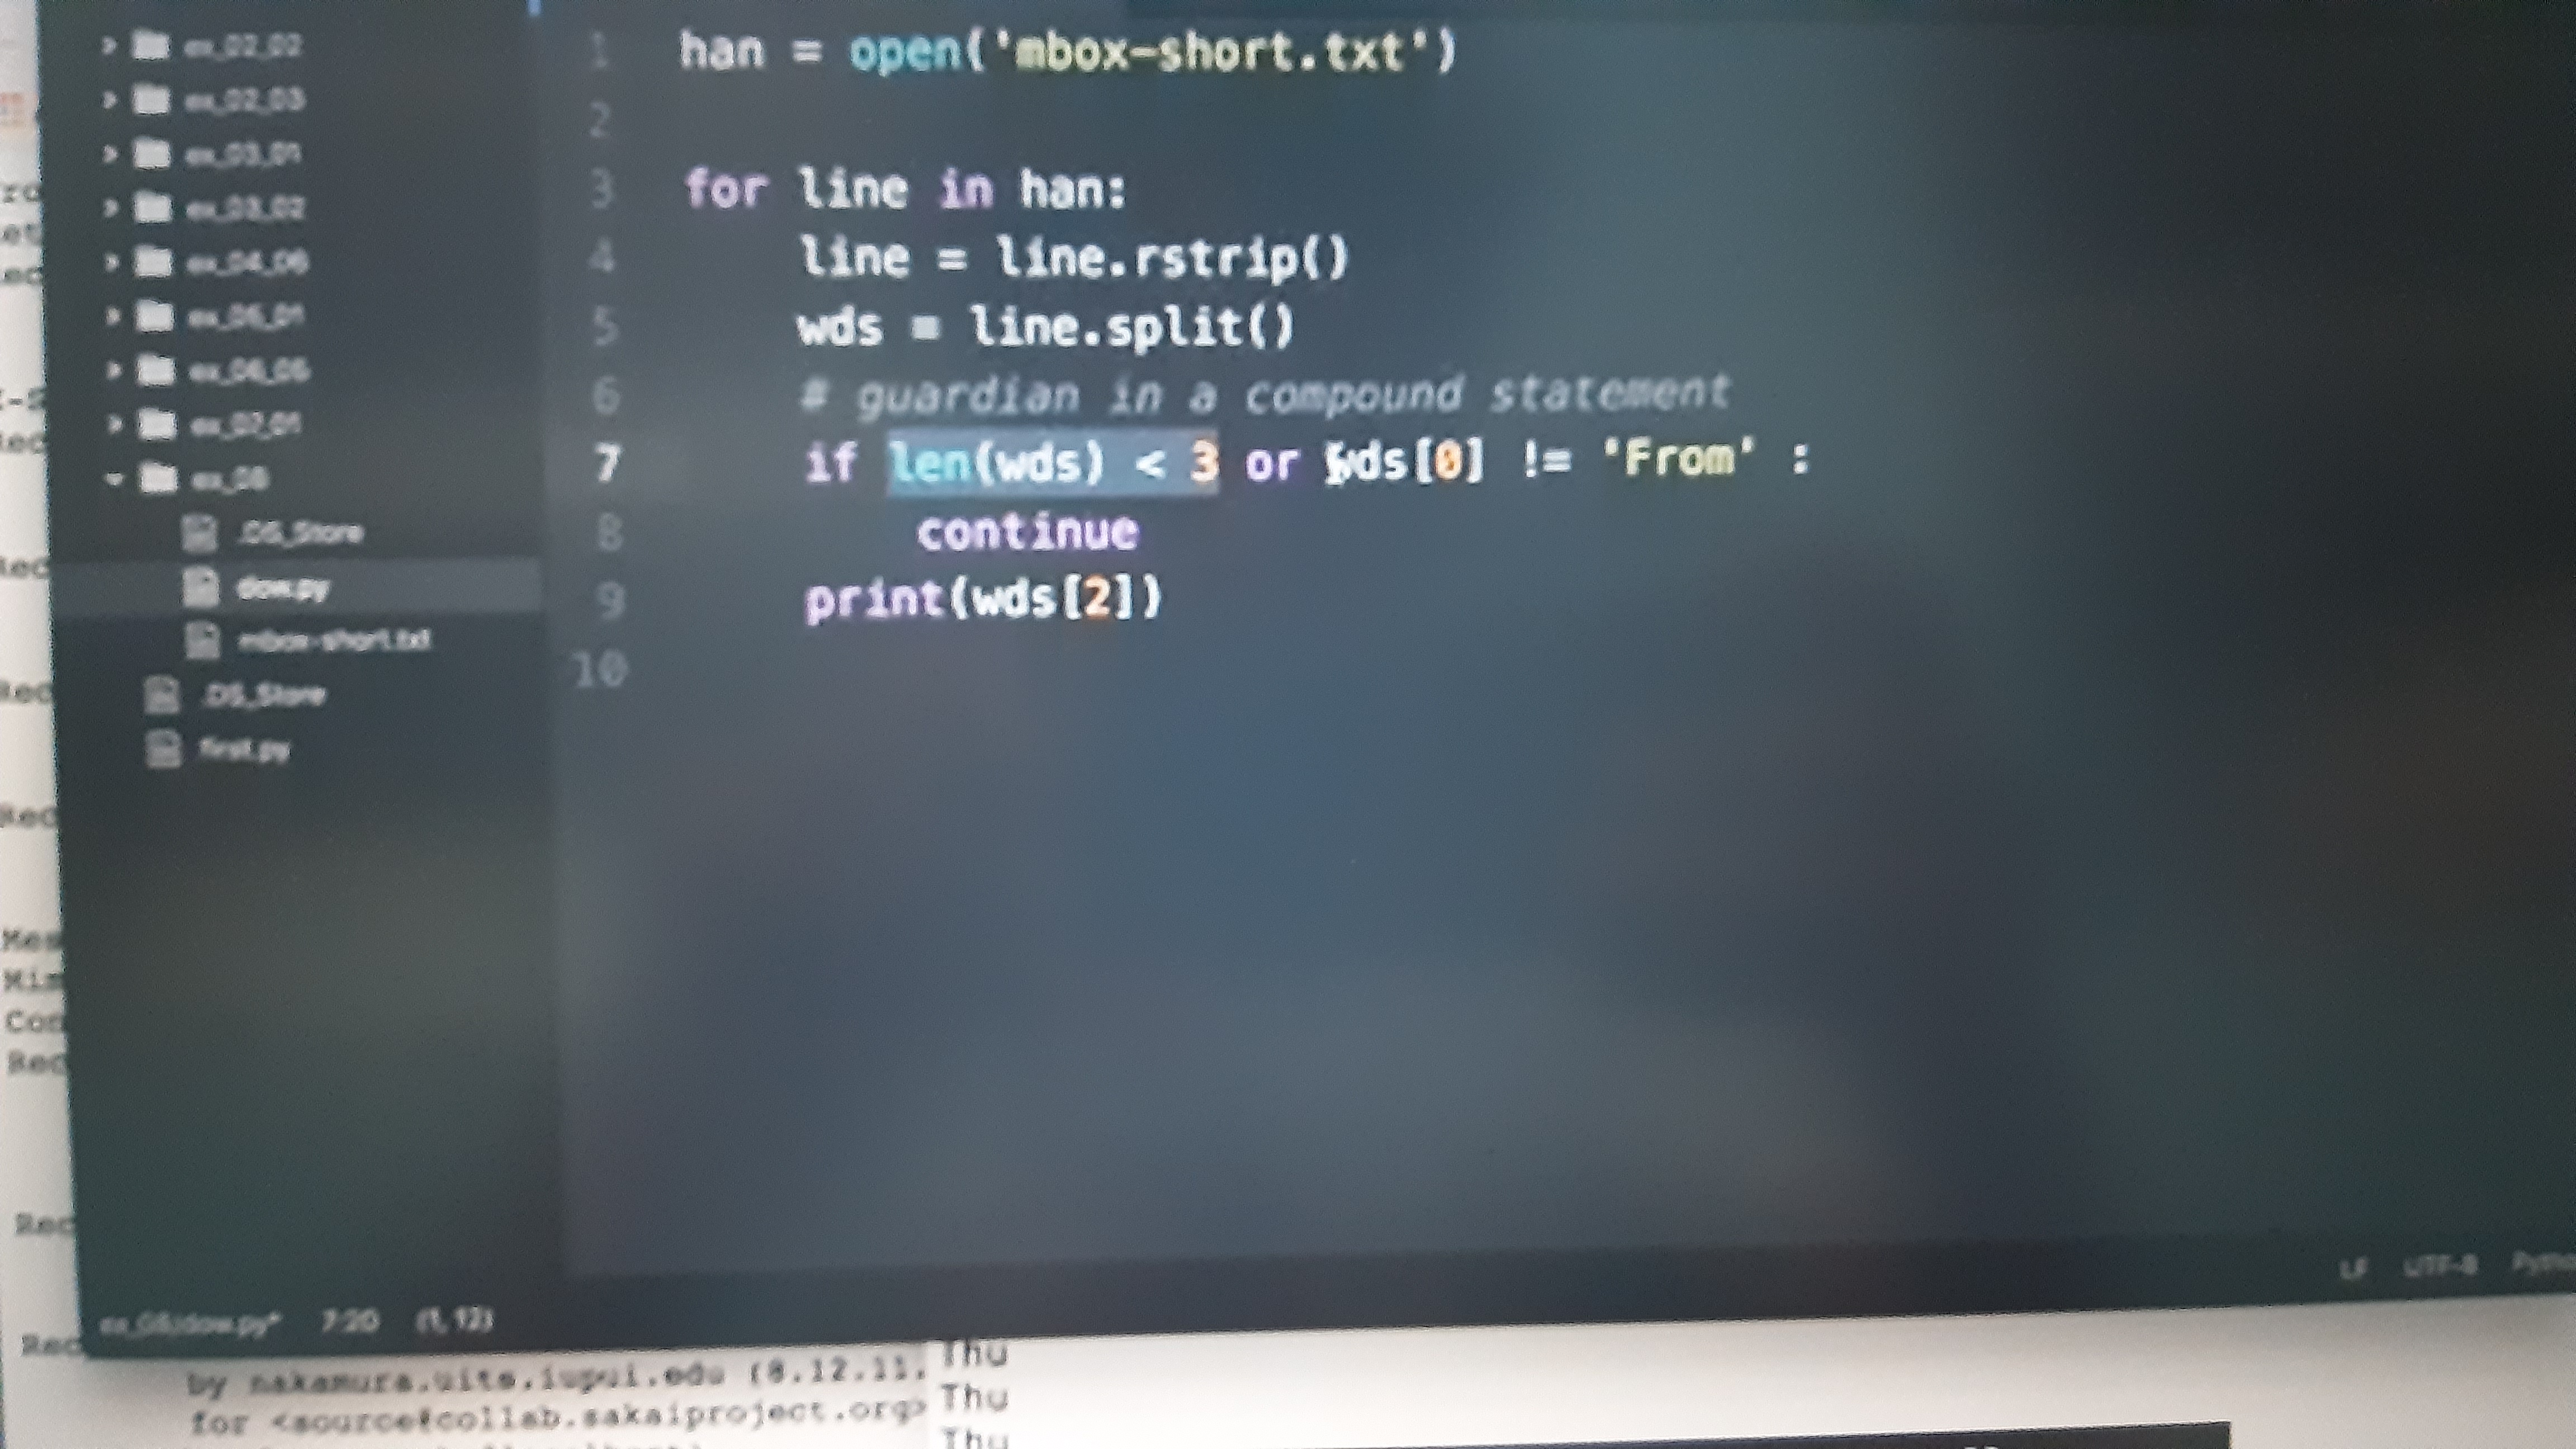 ex_02_02
ex_02_03
ex_03_01
ex_03_02
ex_04_06
ex_05_01
ex_06_05
ex_07_01
ex_08
.DS_Store
dow.py
mbox-short.txt
.DS_Store
first.py
1 han = open('mbox-short.txt')
2
3 for line in han:
4 line = line.rstrip()
5 wds = line.split()
6 # guardian in a compound statement
7 if len(wds) < 3 or wds[0] != 'From' :
8 continue
9 print(wds[2])
10
ex_08/dow.py* 7:20 (1, 12)
LF UTF-8 Pytho
by nakamura.uits.iupui.edu (8.12.11.
for <source@collab.sakaiproject.org>
Thu
Thu
Thu
Rec
Rec
Rec
Rec
Mes
Mim
Con
Rec
Rec
Rec